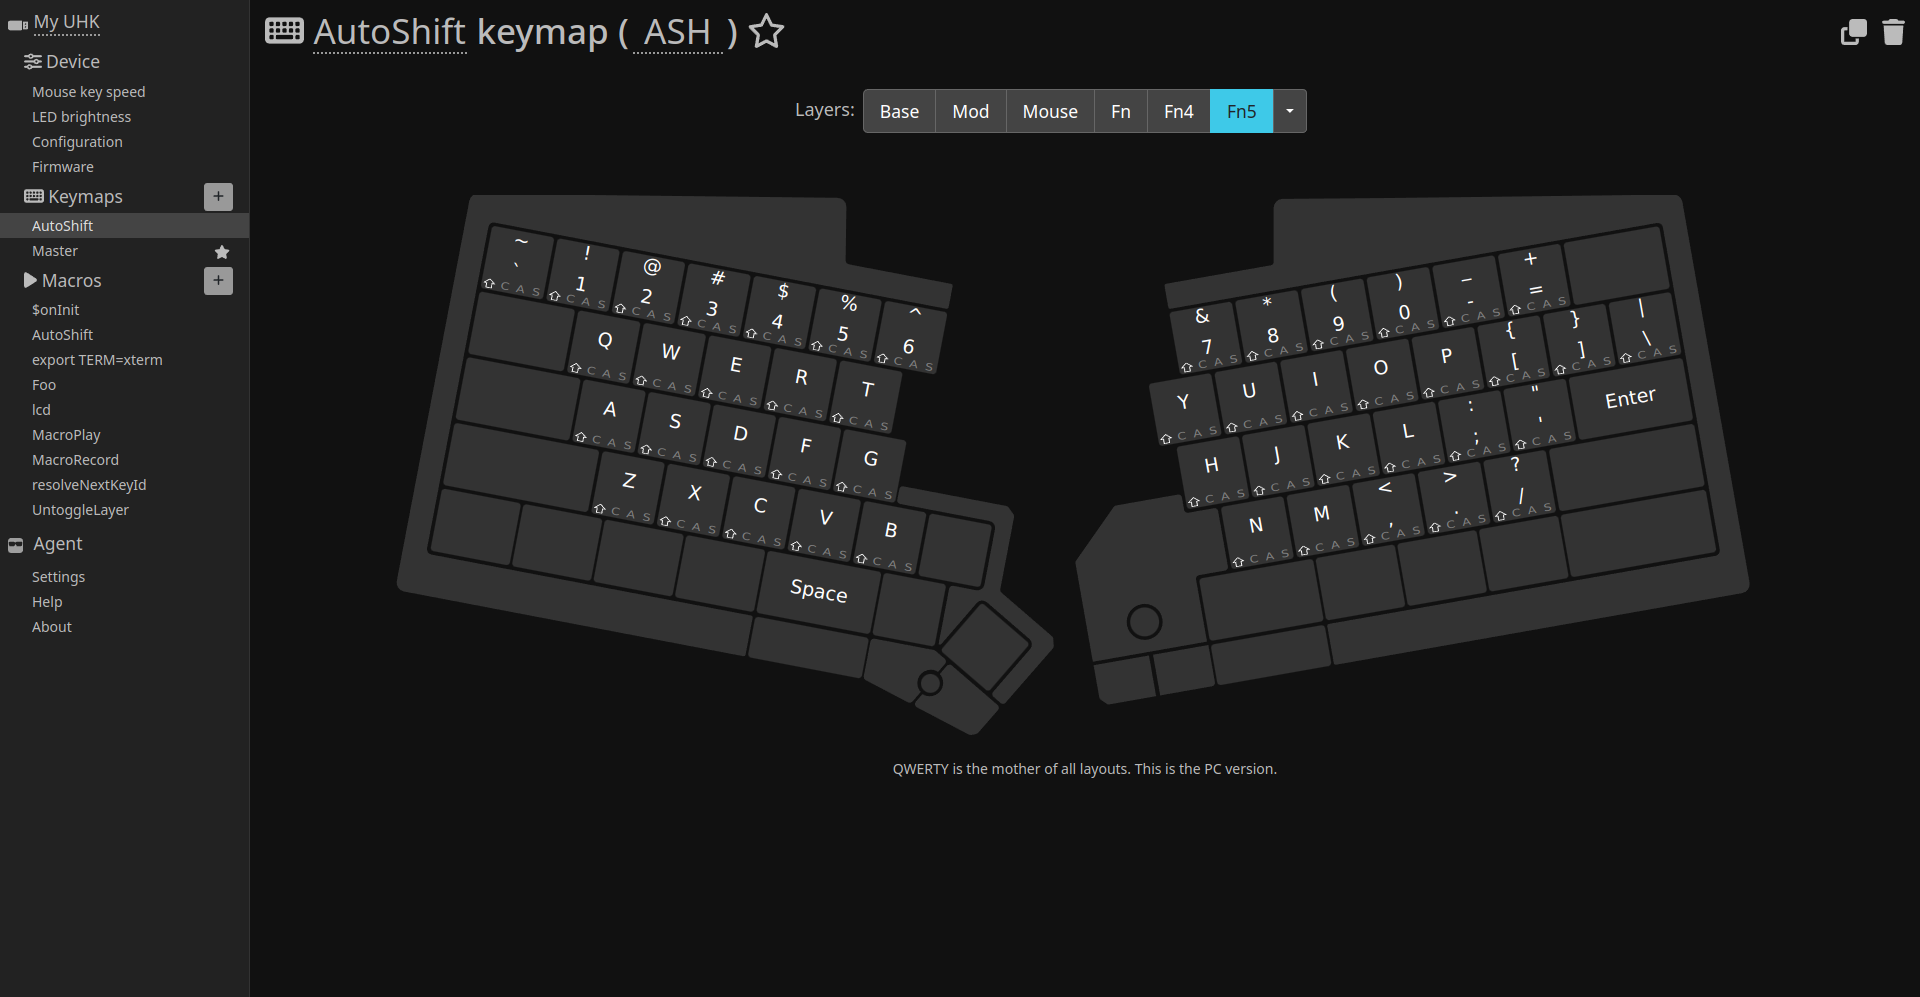 My UHK
Device
Mouse key speed
LED brightness
Configuration
Firmware
Keymaps +
AutoShift
Master
Macros +
$onInit
AutoShift
export TERM=xterm
Foo
lcd
MacroPlay
MacroRecord
resolveNextKeyId
UntoggleLayer
Agent
Settings
Help
About
AutoShift keymap ( ASH )
Layers: Base Mod Mouse Fn Fn4 Fn5
~ ! @ # $ % ^
` 1 2 3 4 5 6
C A S C A S C A S C A S C A S C A S C A S
Q W E R T
C A S C A S C A S C A S C A S
A S D F G
C A S C A S C A S C A S C A S
Z X C V B
C A S C A S C A S C A S C A S
Space
& * ( ) _ +
7 8 9 0 - =
C A S C A S C A S C A S C A S C A S
{ } |
Y U I O P [ ] \
C A S C A S C A S C A S C A S C A S C A S C A S
: "
H J K L ; ' Enter
C A S C A S C A S C A S C A S C A S
< > ?
N M , . /
C A S C A S C A S C A S C A S
QWERTY is the mother of all layouts. This is the PC version.